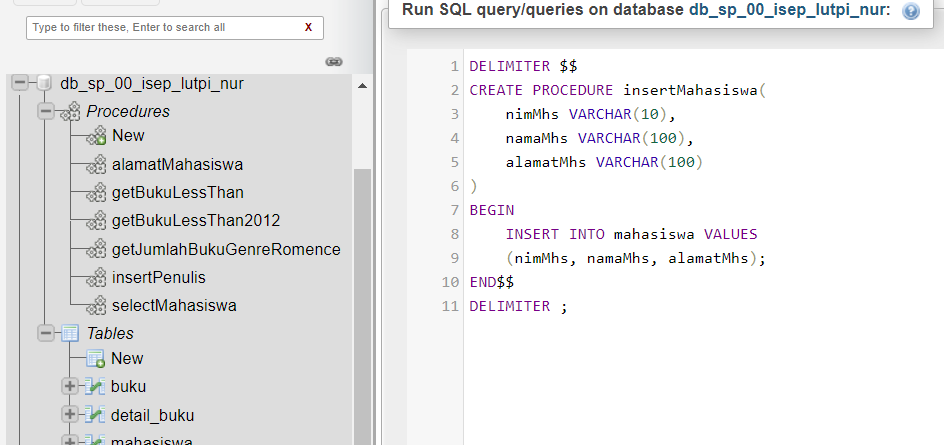 Type to filter these, Enter to search all X
db_sp_00_isep_lutpi_nur
Procedures
New
alamatMahasiswa
getBukuLessThan
getBukuLessThan2012
getJumlahBukuGenreRomence
insertPenulis
selectMahasiswa
Tables
New
buku
detail_buku
mahasiswa
Run SQL query/queries on database db_sp_00_isep_lutpi_nur:
1 DELIMITER $$
2 CREATE PROCEDURE insertMahasiswa(
3 nimMhs VARCHAR(10),
4 namaMhs VARCHAR(100),
5 alamatMhs VARCHAR(100)
6 )
7 BEGIN
8 INSERT INTO mahasiswa VALUES
9 (nimMhs, namaMhs, alamatMhs);
10 END$$
11 DELIMITER ;